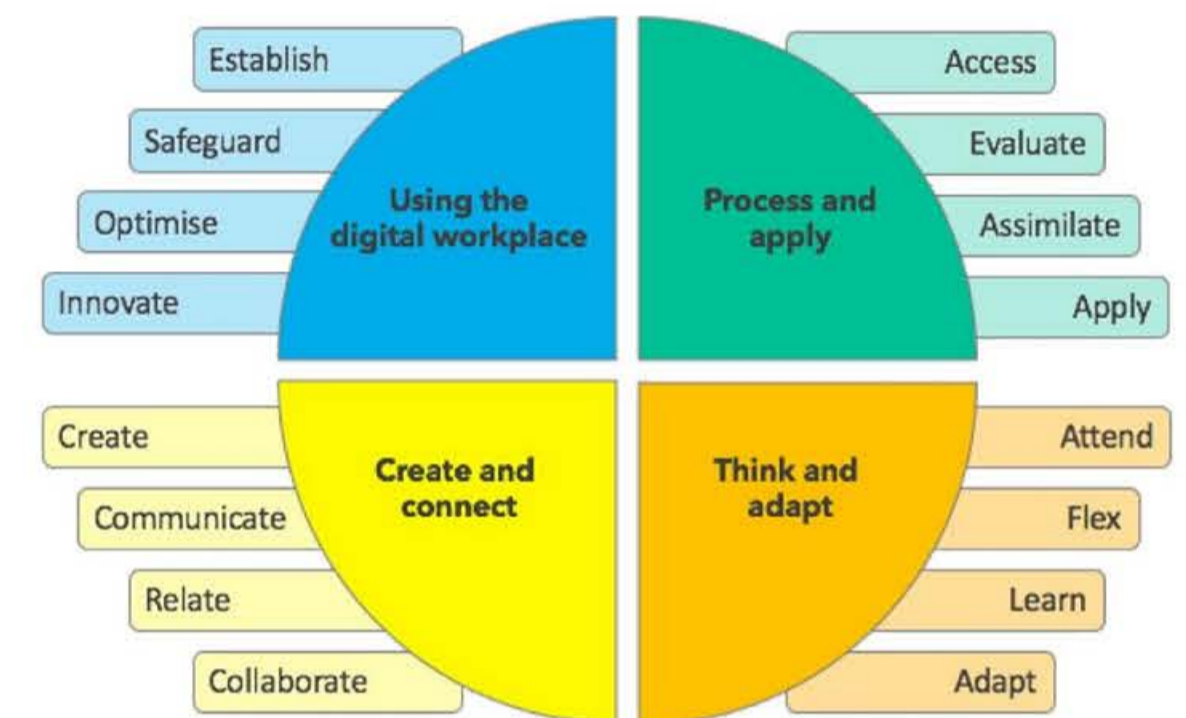 Establish
Safeguard
Optimise
Innovate
Using the
digital workplace
Process and
apply
Access
Evaluate
Assimilate
Apply
Create
Communicate
Relate
Collaborate
Create and
connect
Think and
adapt
Attend
Flex
Learn
Adapt